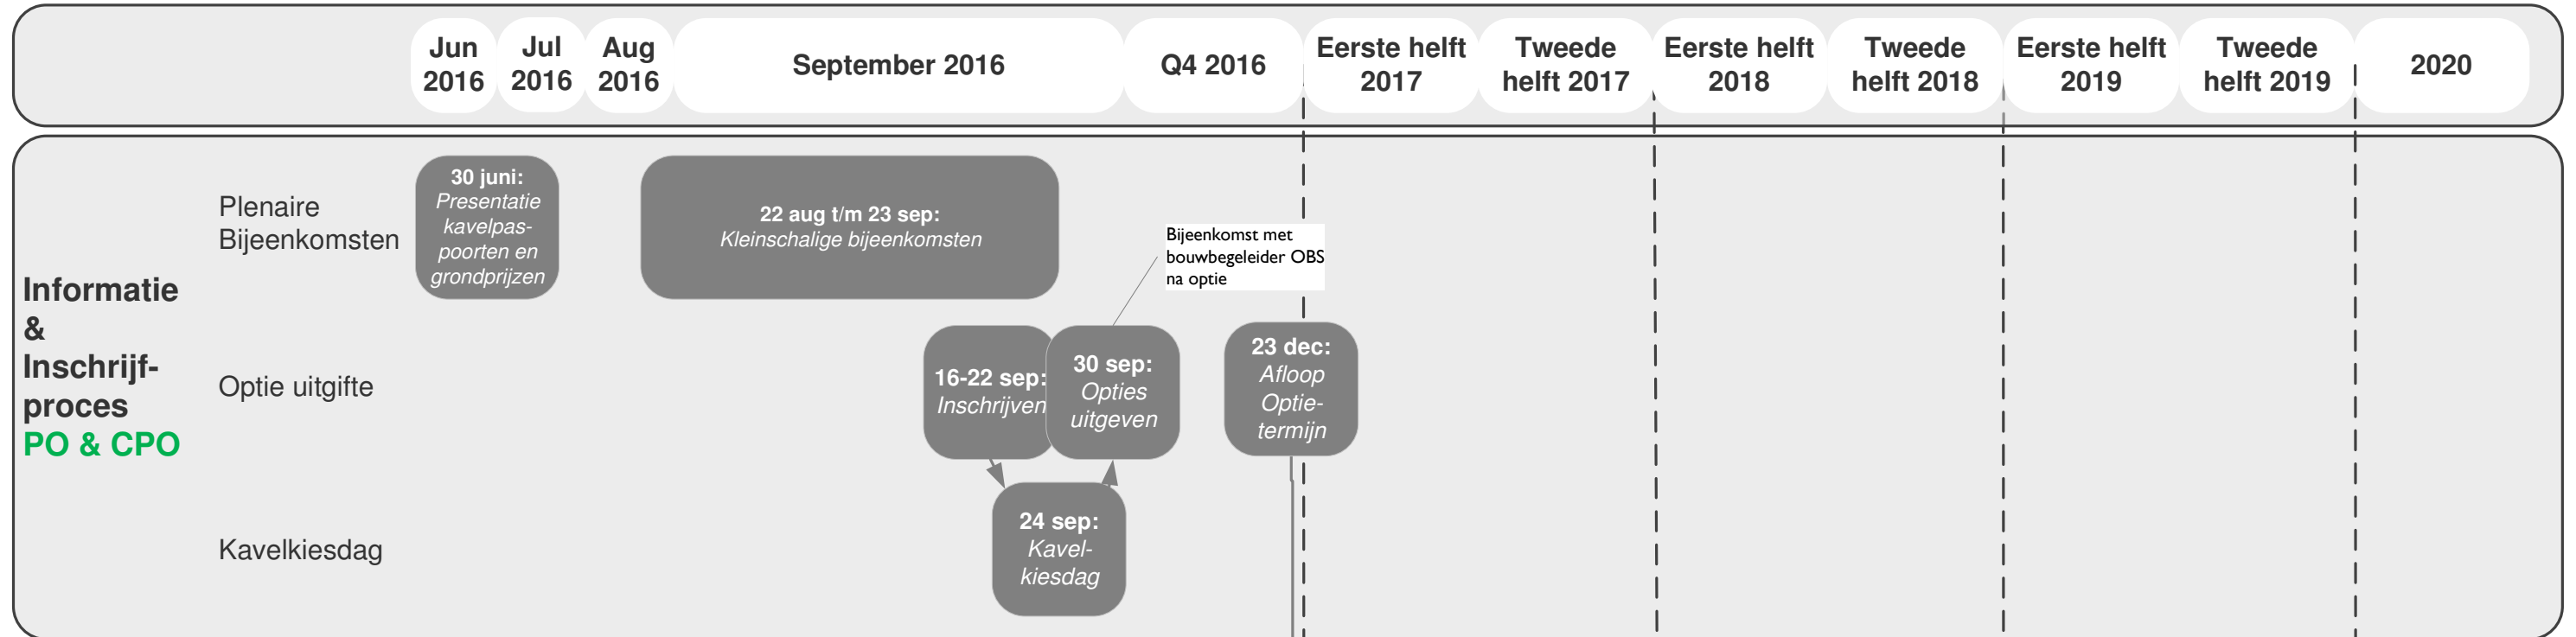 Jun
2016
Jul
2016
Aug
2016
September 2016
Q4 2016
Eerste helft
2017
Tweede
helft 2017
Eerste helft
2018
Tweede
helft 2018
Eerste helft
2019
Tweede
helft 2019
2020
Informatie
&
Inschrijf-
proces
PO & CPO
Plenaire
Bijeenkomsten
30 juni:
Presentatie
kavelpas-
poorten en
grondprijzen
22 aug t/m 23 sep:
Kleinschalige bijeenkomsten
Bijeenkomst met
bouwbegeleider OBS
na optie
Optie uitgifte
16-22 sep:
Inschrijven
30 sep:
Opties
uitgeven
23 dec:
Afloop
Optie-
termijn
Kavelkiesdag
24 sep:
Kavel-
kiesdag